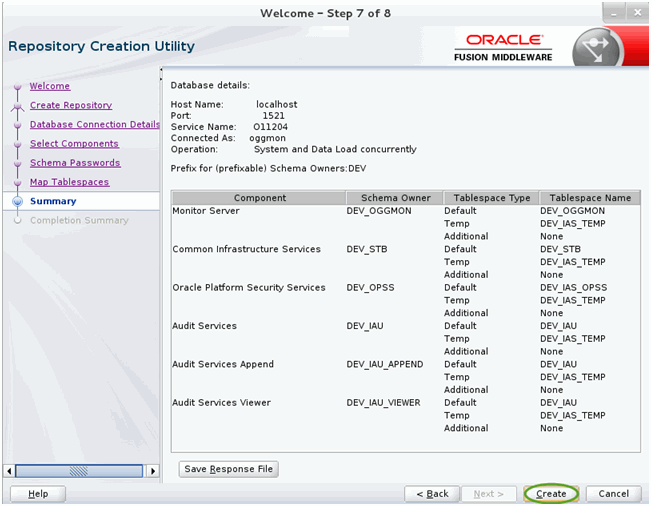 Welcome – Step 7 of 8
Repository Creation Utility
ORACLE
FUSION MIDDLEWARE
Welcome
Create Repository
Database Connection Details
Select Components
Schema Passwords
Map Tablespaces
Summary
Completion Summary
Database details:
Host Name: localhost
Port: 1521
Service Name: O11204
Connected As: oggmon
Operation: System and Data Load concurrently
Prefix for (prefixable) Schema Owners:DEV
Component Schema Owner Tablespace Type Tablespace Name
Monitor Server DEV_OGGMON Default DEV_OGGMON
Temp DEV_IAS_TEMP
Additional None
Common Infrastructure Services DEV_STB Default DEV_STB
Temp DEV_IAS_TEMP
Additional None
Oracle Platform Security Services DEV_OPSS Default DEV_IAS_OPSS
Temp DEV_IAS_TEMP
Additional None
Audit Services DEV_IAU Default DEV_IAU
Temp DEV_IAS_TEMP
Additional None
Audit Services Append DEV_IAU_APPEND Default DEV_IAU
Temp DEV_IAS_TEMP
Additional None
Audit Services Viewer DEV_IAU_VIEWER Default DEV_IAU
Temp DEV_IAS_TEMP
Additional None
Save Response File
Help < Back Next > Create Cancel